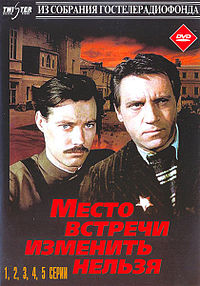 TWISTER
ИЗ СОБРАНИЯ ГОСТЕЛЕРАДИОФОНДА
DVD
МЕСТО
ВСТРЕЧИ
ИЗМЕНИТЬ
НЕЛЬЗЯ
1, 2, 3, 4, 5 СЕРИИ